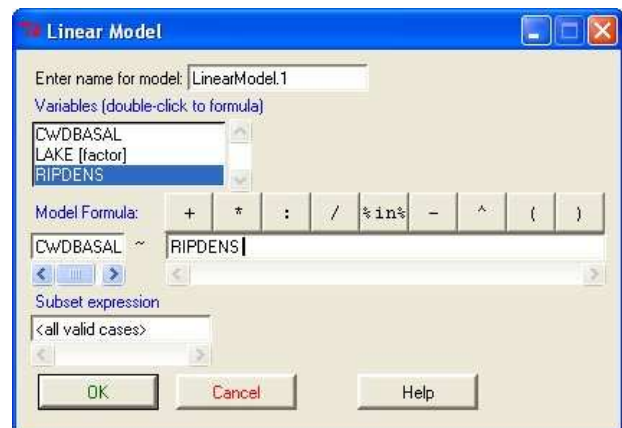 Linear Model
Enter name for model: LinearModel.1
Variables (double-click to formula)
CWDBASAL
LAKE [factor]
RIPDENS
Model Formula: + * : / %in% - ^ ( )
CWDBASAL ~ RIPDENS
Subset expression
<all valid cases>
OK Cancel Help